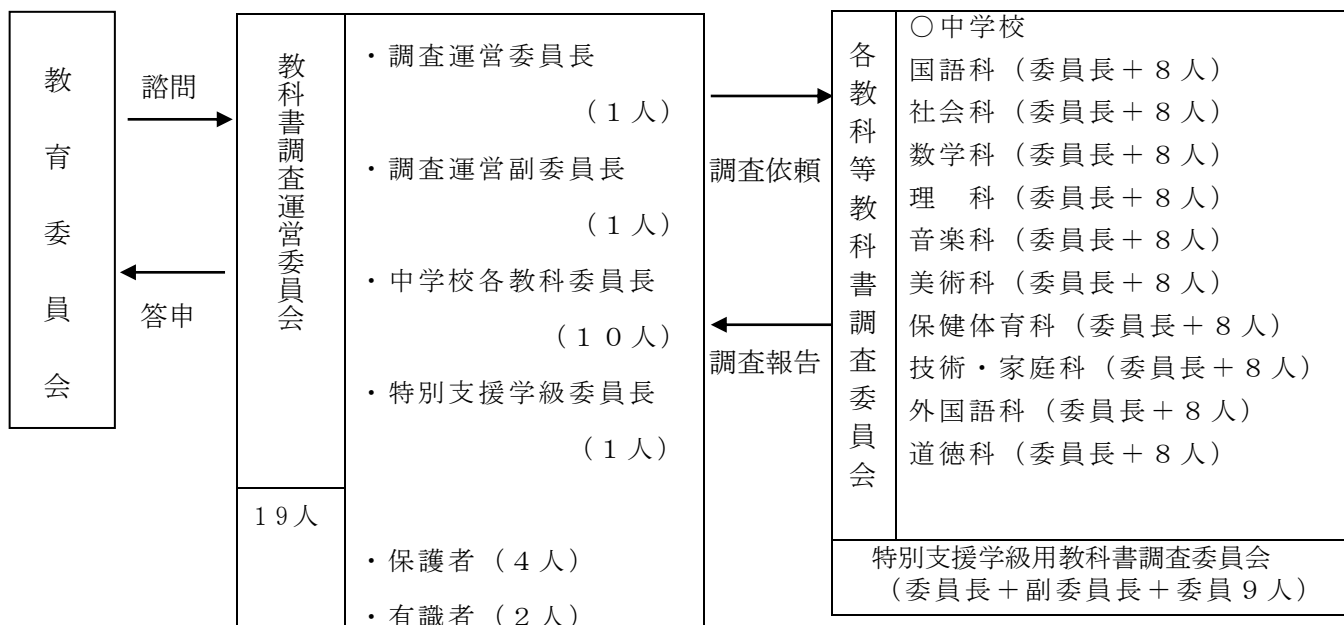 教育委員会
諮問
答申
教科書調査運営委員会
１９人
・調査運営委員長
（１人）
・調査運営副委員長
（１人）
・中学校各教科委員長
（１０人）
・特別支援学級委員長
（１人）
・保護者（４人）
・有識者（２人）
調査依頼
調査報告
各教科等教科書調査委員会
○中学校
国語科（委員長＋８人）
社会科（委員長＋８人）
数学科（委員長＋８人）
理　科（委員長＋８人）
音楽科（委員長＋８人）
美術科（委員長＋８人）
保健体育科（委員長＋８人）
技術・家庭科（委員長＋８人）
外国語科（委員長＋８人）
道徳科（委員長＋８人）
特別支援学級用教科書調査委員会
（委員長＋副委員長＋委員９人）